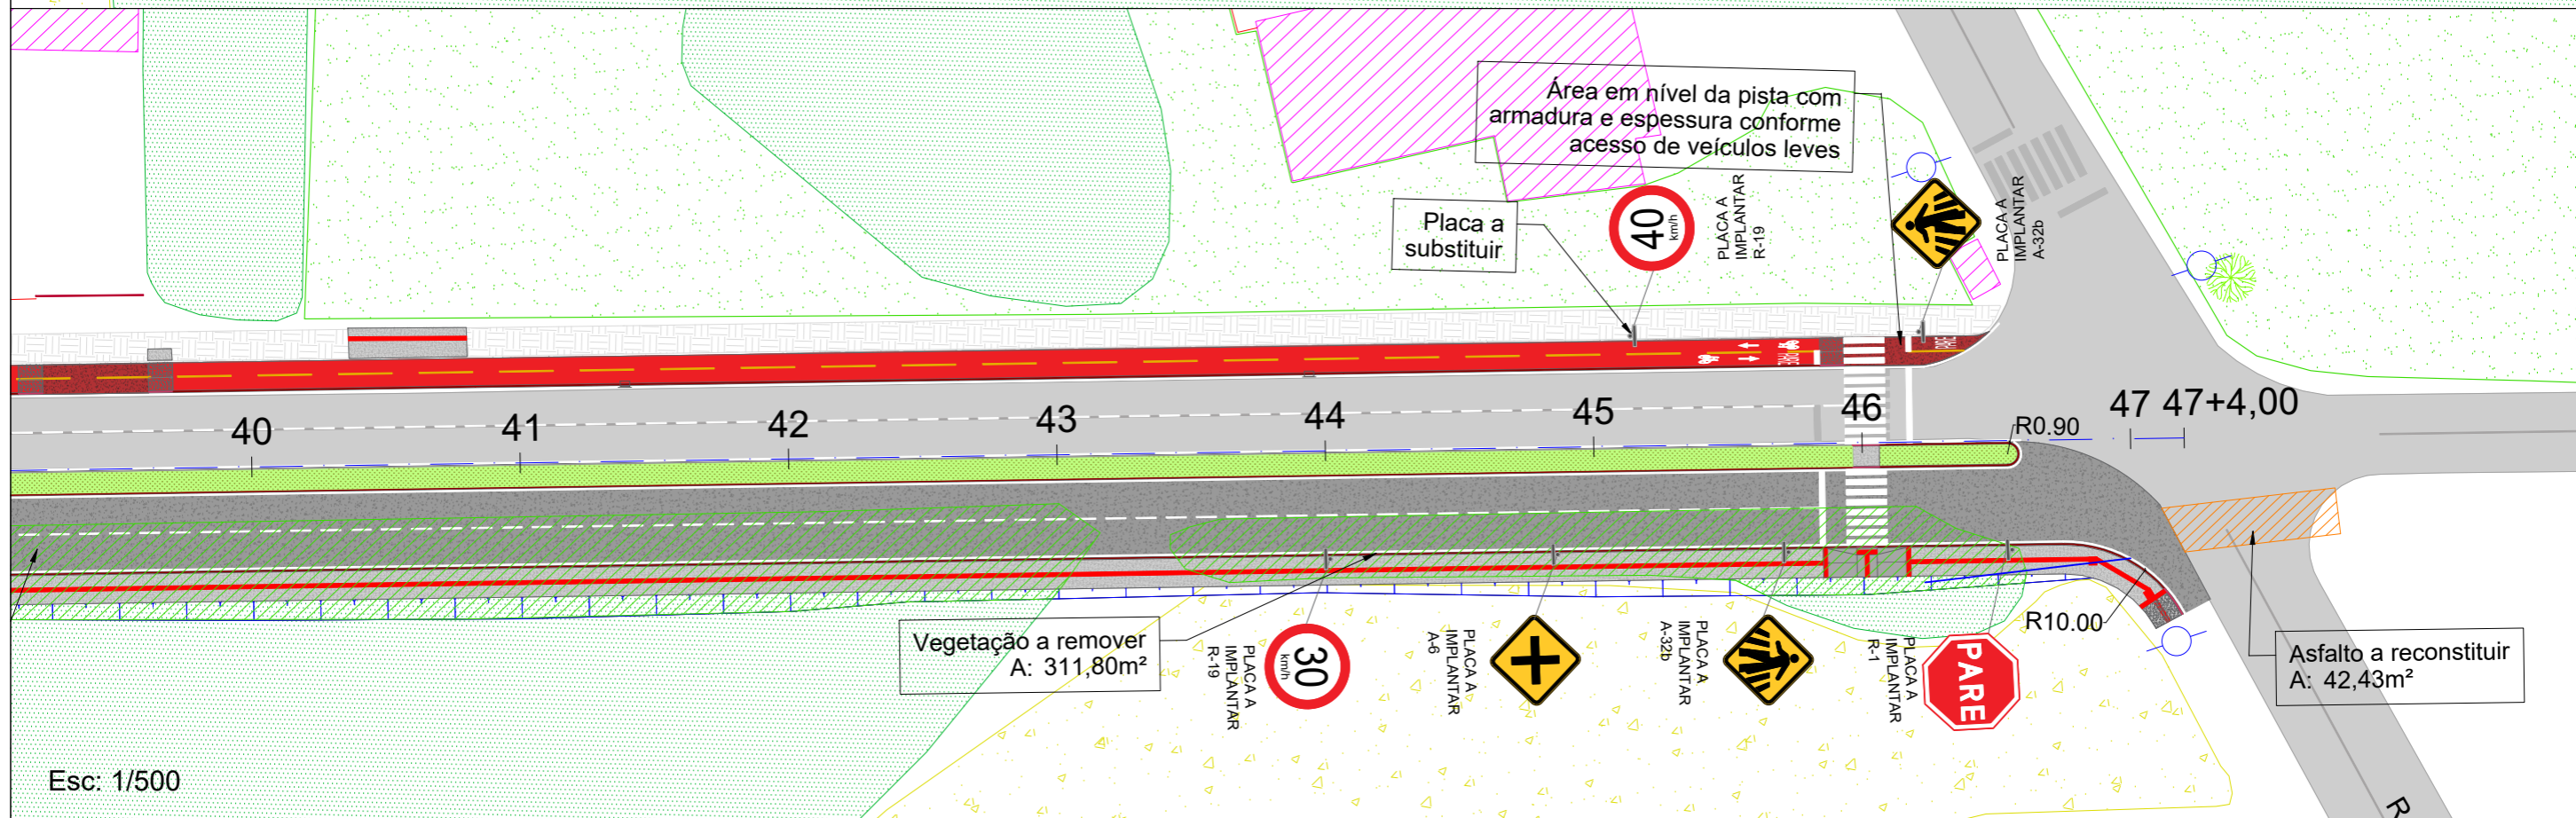 Área em nível da pista com
armadura e espessura conforme
acesso de veículos leves
Placa a
substituir
40
km/h
PLACA A
IMPLANTAR
R-19
PLACA A
IMPLANTAR
A-32b
PARE
PARE
40
41
42
43
44
45
46
47
47+4,00
R0.90
Vegetação a remover
A: 311,80m²
PLACA A
IMPLANTAR
R-19
30
km/h
PLACA A
IMPLANTAR
A-6
PLACA A
IMPLANTAR
A-32b
PLACA A
IMPLANTAR
R-1
PARE
R10.00
Asfalto a reconstituir
A: 42,43m²
Esc: 1/500
R